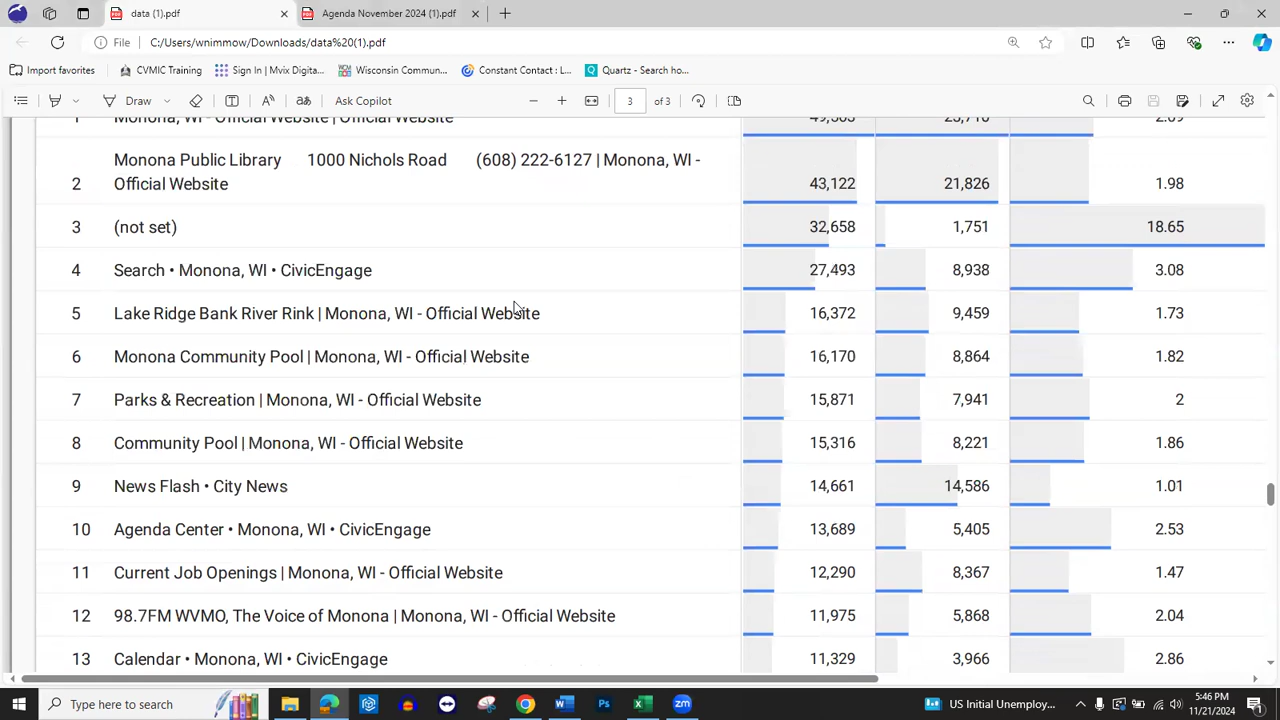 data (1).pdf
Agenda November 2024 (1).pdf
File
C:/Users/wnimmow/Downloads/data%20(1).pdf
Import favorites
CVMIC Training
Sign In | Mvix Digita...
Wisconsin Commun...
Constant Contact : L...
Quartz - Search ho...
Draw
Ask Copilot
3 of 3
1 Monona, WI - Official Website | Official Website 2.09
Monona Public Library 1000 Nichols Road (608) 222-6127 | Monona, WI -
2 Official Website 43,122 21,826 1.98
3 (not set) 32,658 1,751 18.65
4 Search • Monona, WI • CivicEngage 27,493 8,938 3.08
5 Lake Ridge Bank River Rink | Monona, WI - Official Website 16,372 9,459 1.73
6 Monona Community Pool | Monona, WI - Official Website 16,170 8,864 1.82
7 Parks & Recreation | Monona, WI - Official Website 15,871 7,941 2
8 Community Pool | Monona, WI - Official Website 15,316 8,221 1.86
9 News Flash • City News 14,661 14,586 1.01
10 Agenda Center • Monona, WI • CivicEngage 13,689 5,405 2.53
11 Current Job Openings | Monona, WI - Official Website 12,290 8,367 1.47
12 98.7FM WVMO, The Voice of Monona | Monona, WI - Official Website 11,975 5,868 2.04
13 Calendar • Monona, WI • CivicEngage 11,329 3,966 2.86
Type here to search
US Initial Unemploy...
5:46 PM
11/21/2024